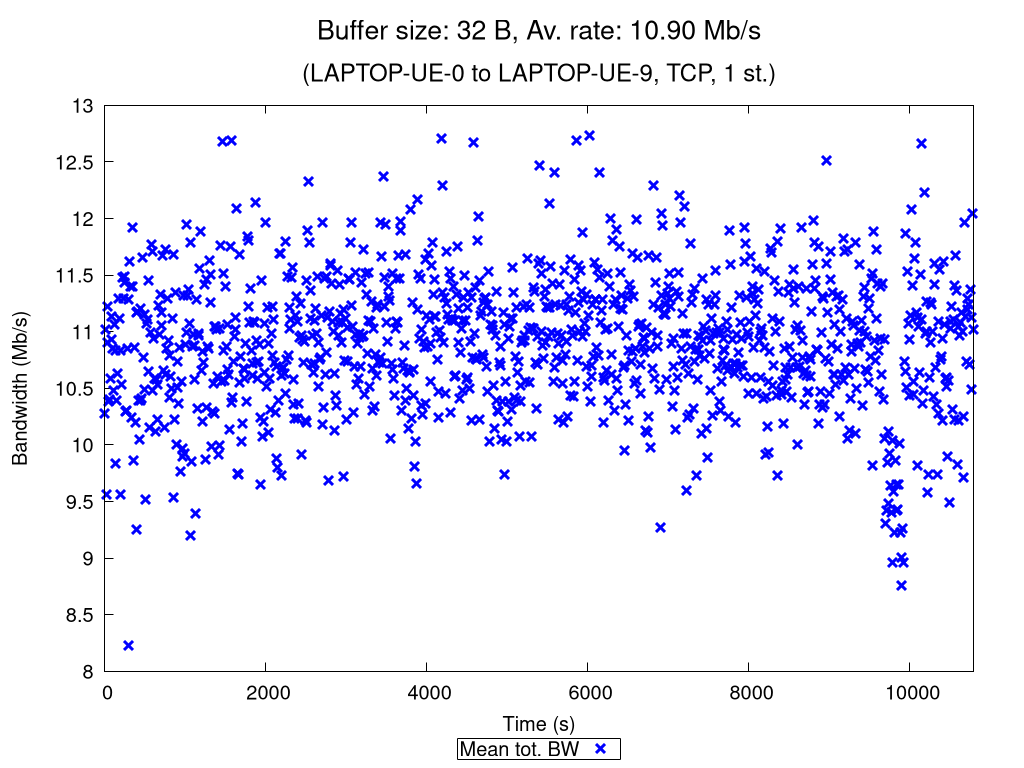 Buffer size: 32 B, Av. rate: 10.90 Mb/s
(LAPTOP-UE-0 to LAPTOP-UE-9, TCP, 1 st.)
13
12.5
12
11.5
11
10.5
10
9.5
9
8.5
8
Bandwidth (Mb/s)
0 2000 4000 6000 8000 10000
Time (s)
Mean tot. BW